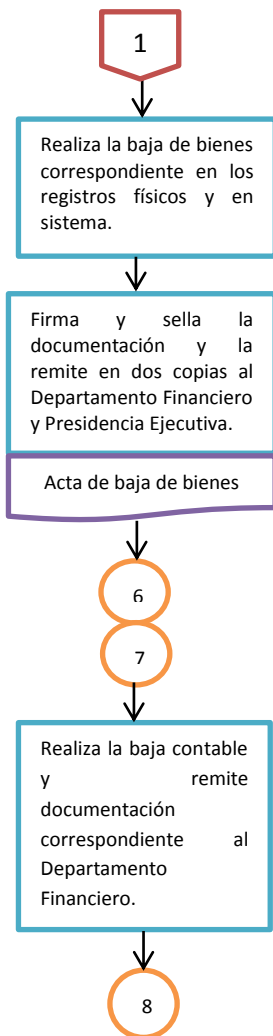 1
Realiza la baja de bienes
correspondiente en los
registros físicos y en
sistema.
Firma y sella la
documentación y la
remite en dos copias al
Departamento Financiero
y Presidencia Ejecutiva.
Acta de baja de bienes
6
7
Realiza la baja contable
y remite
documentación
correspondiente al
Departamento
Financiero.
8